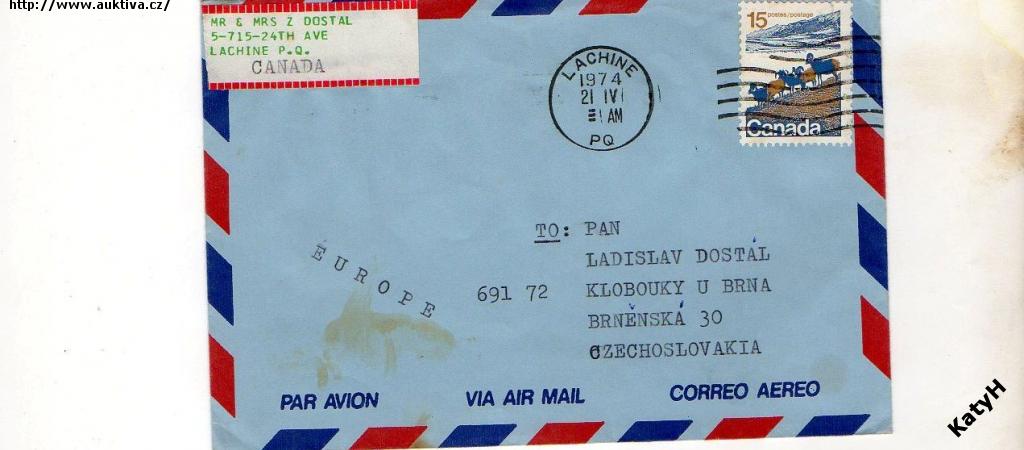 http://www.auktiva.cz/
MR & MRS Z DOSTAL
5-715-24TH AVE
LACHINE P.Q.
CANADA
LACHINE
1974
21 IV
AM
PQ
15 postes/postage
Canada
TO: PAN
LADISLAV DOSTÁL
691 72 KLOBOUKY U BRNA
BRNĚNSKÁ 30
CZECHOSLOVAKIA
EUROPE
PAR AVION VIA AIR MAIL CORREO AEREO
KatyH